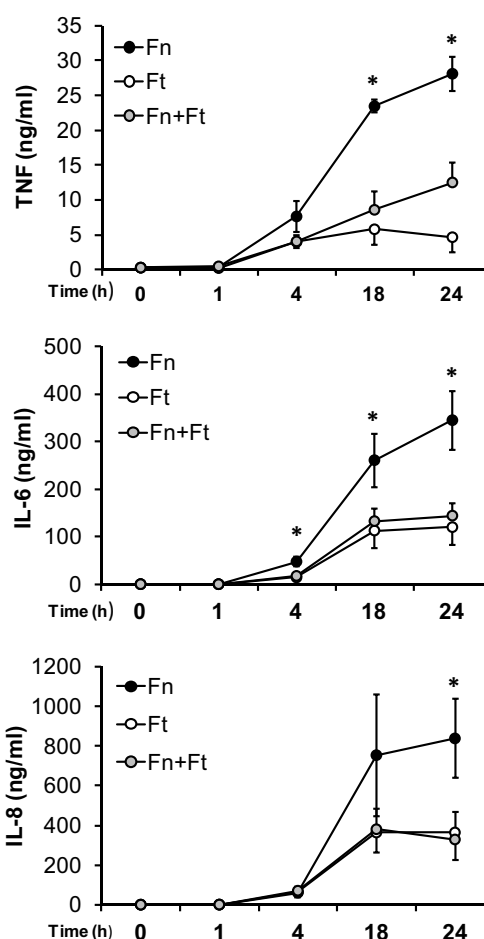 35
30
25
20
15
10
5
0
TNF (ng/ml)
Fn
Ft
Fn+Ft
*
*
Time (h) 0 1 4 18 24
500
400
300
200
100
0
IL-6 (ng/ml)
Fn
Ft
Fn+Ft
*
*
*
Time (h) 0 1 4 18 24
1200
1000
800
600
400
200
0
IL-8 (ng/ml)
Fn
Ft
Fn+Ft
*
Time (h) 0 1 4 18 24